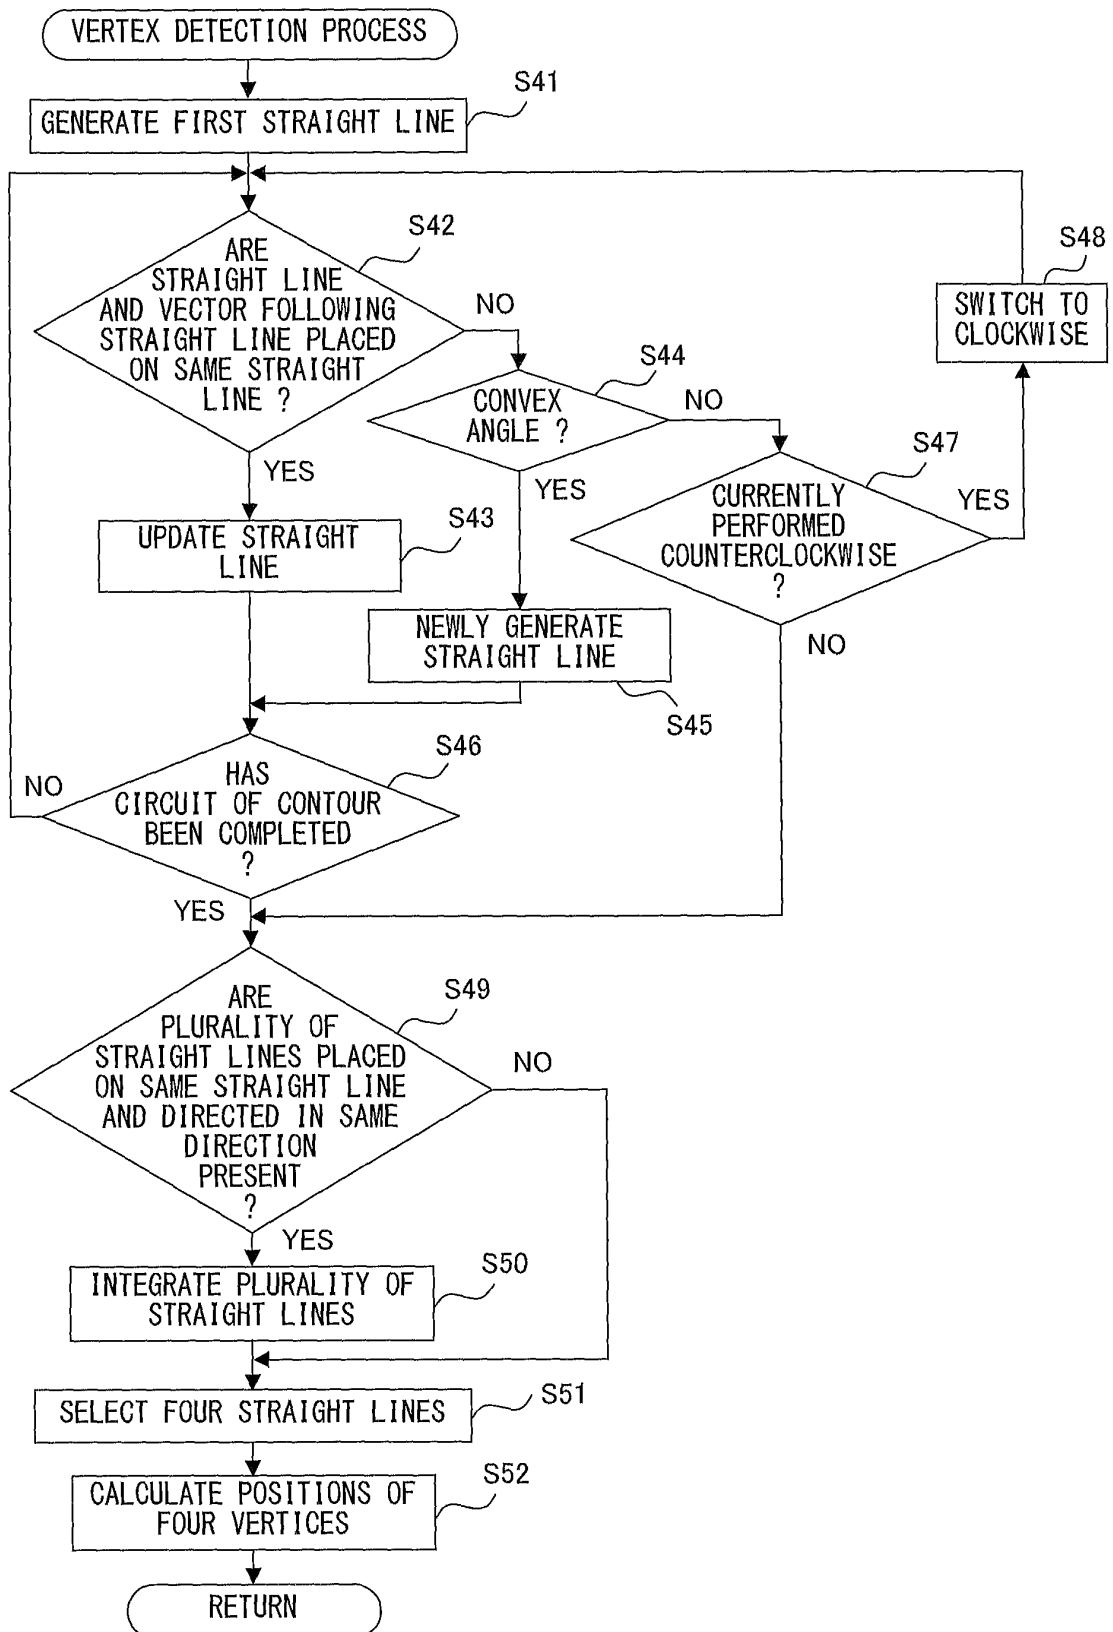 VERTEX DETECTION PROCESS
S41
GENERATE FIRST STRAIGHT LINE
S42
ARE
STRAIGHT LINE
AND VECTOR FOLLOWING
STRAIGHT LINE PLACED
ON SAME STRAIGHT
LINE ?
NO
YES
S48
SWITCH TO
CLOCKWISE
S44
CONVEX
ANGLE ?
NO
YES
S47
CURRENTLY
PERFORMED
COUNTERCLOCKWISE
?
YES
NO
S43
UPDATE STRAIGHT
LINE
NEWLY GENERATE
STRAIGHT LINE
S45
S46
HAS
CIRCUIT OF CONTOUR
BEEN COMPLETED
?
NO
YES
S49
ARE
PLURALITY OF
STRAIGHT LINES PLACED
ON SAME STRAIGHT LINE
AND DIRECTED IN SAME
DIRECTION
PRESENT
?
NO
YES
S50
INTEGRATE PLURALITY OF
STRAIGHT LINES
S51
SELECT FOUR STRAIGHT LINES
S52
CALCULATE POSITIONS OF
FOUR VERTICES
RETURN